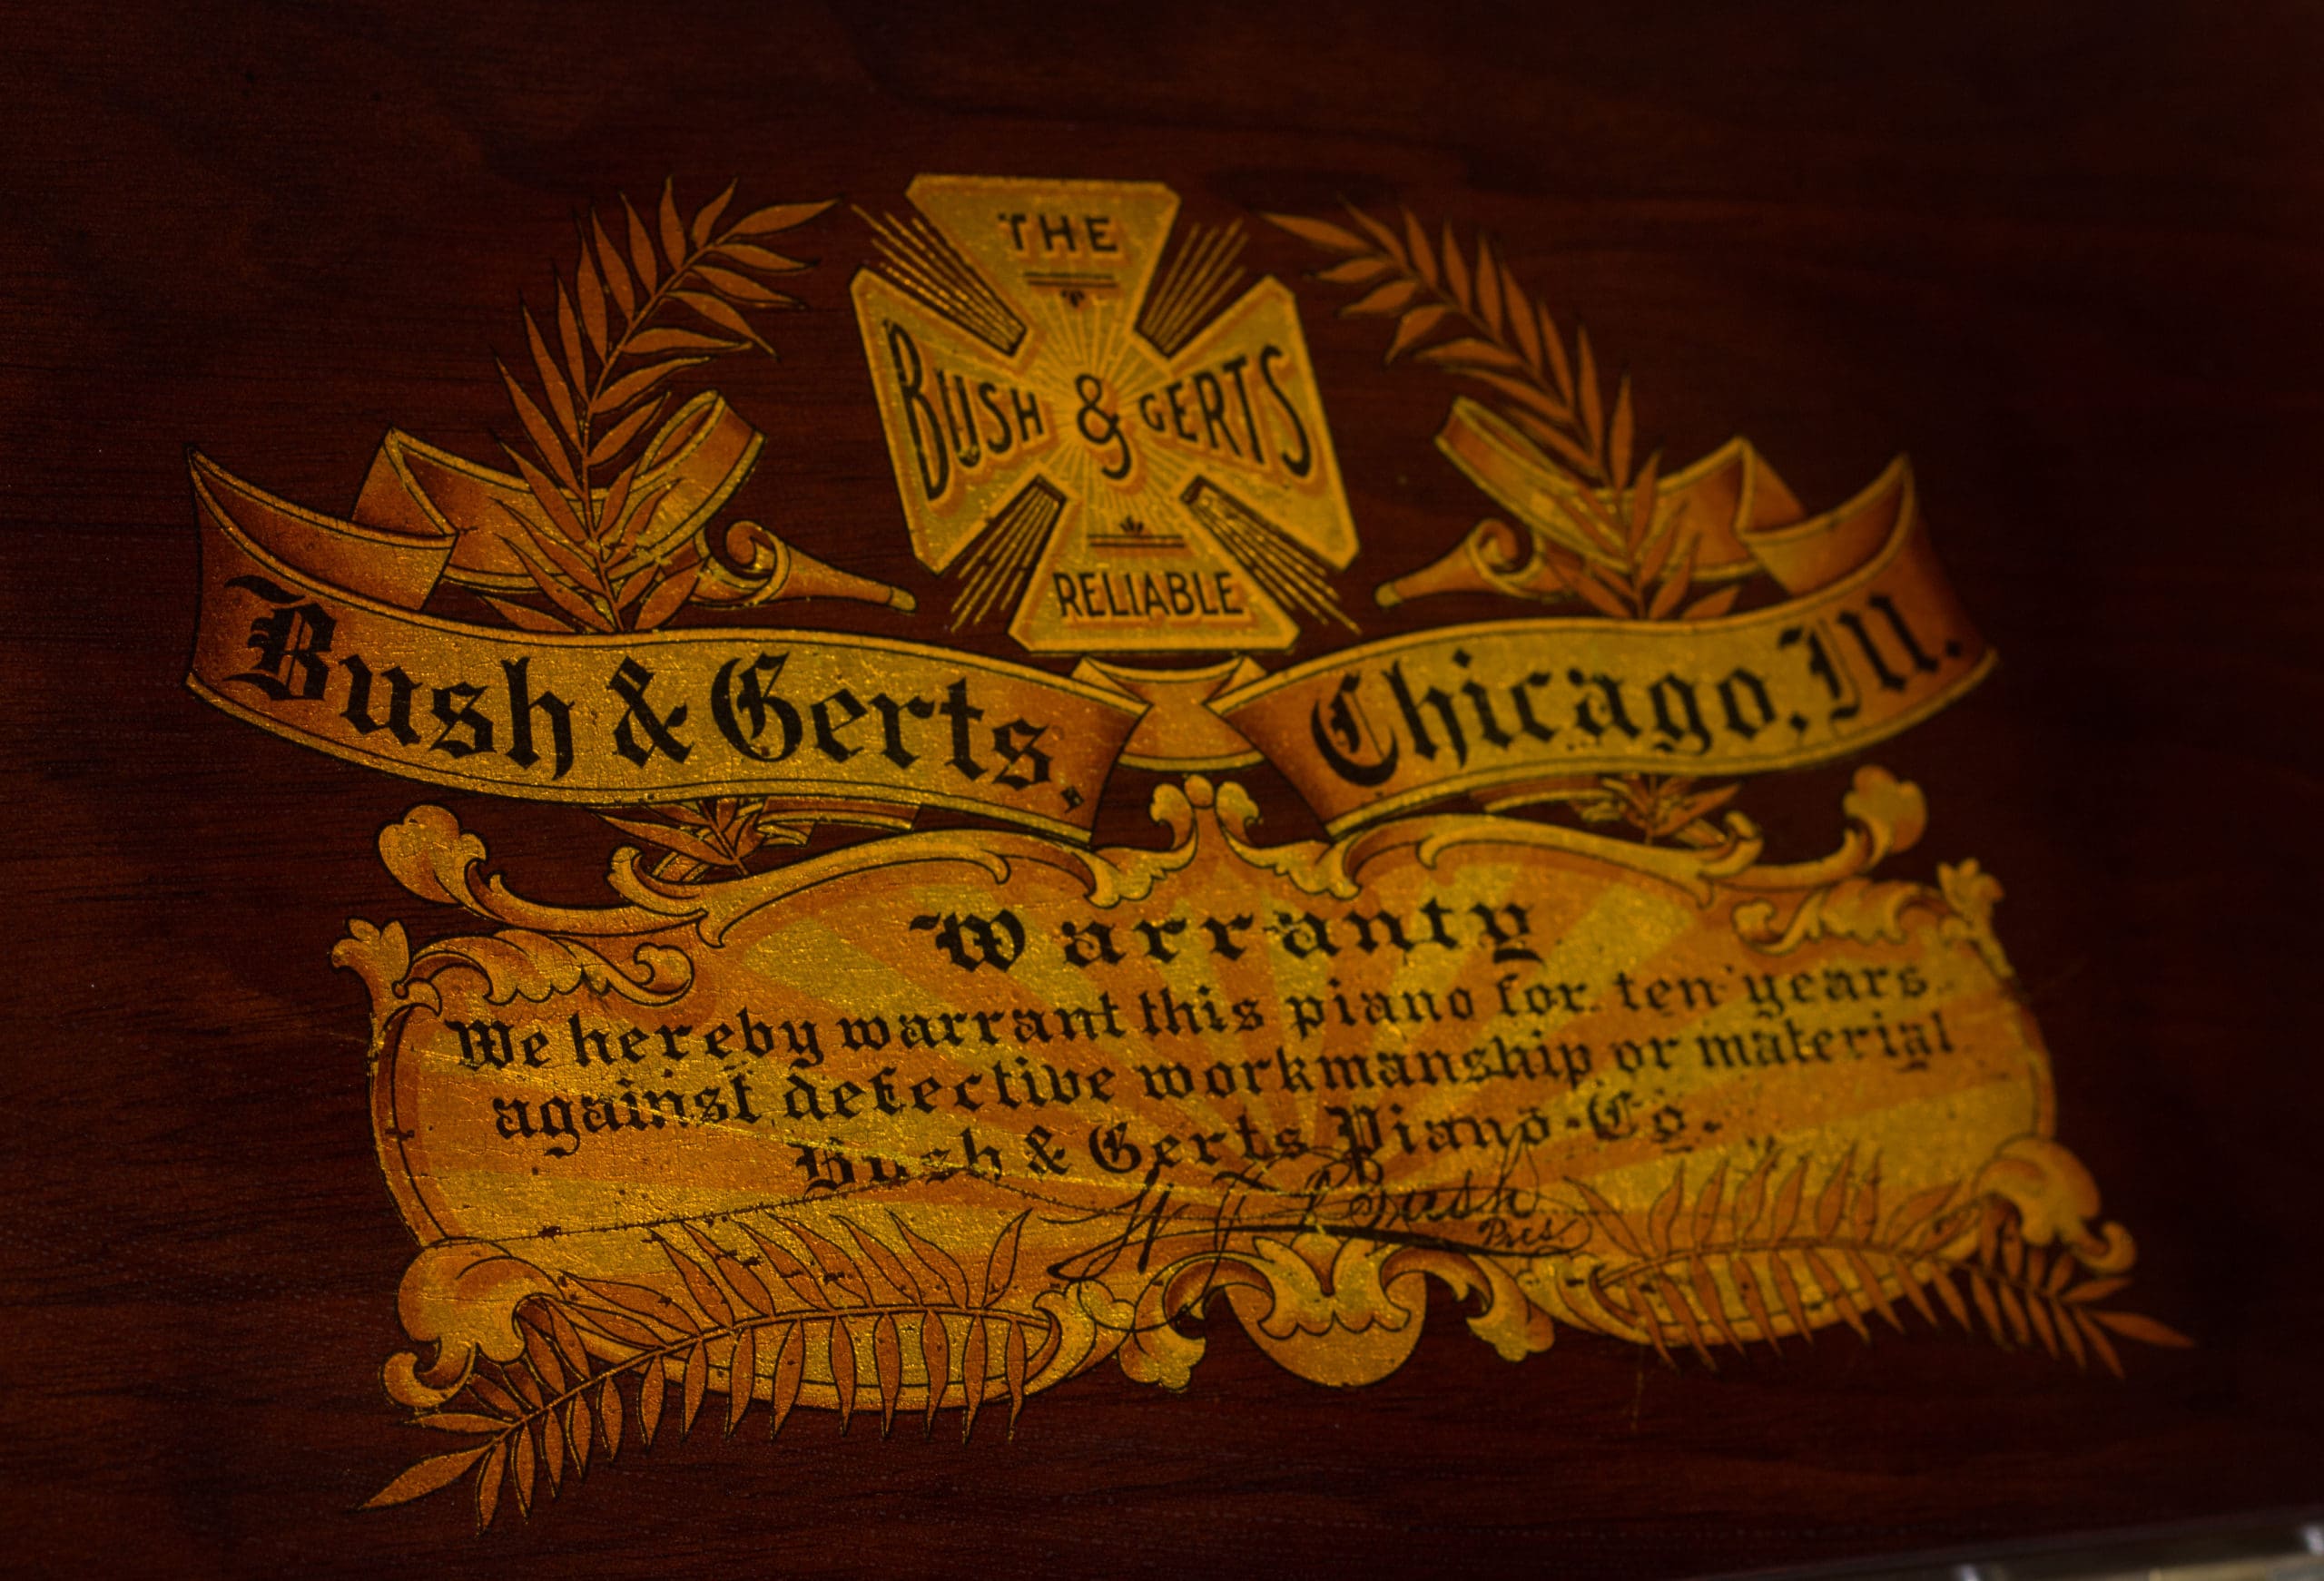 THE
BUSH & GERTS
RELIABLE
Bush & Gerts. Chicago, Ill.
Warranty
We hereby warrant this piano for ten years
against defective workmanship or material
Bush & Gerts Piano Co.
W J Bush
Pres.